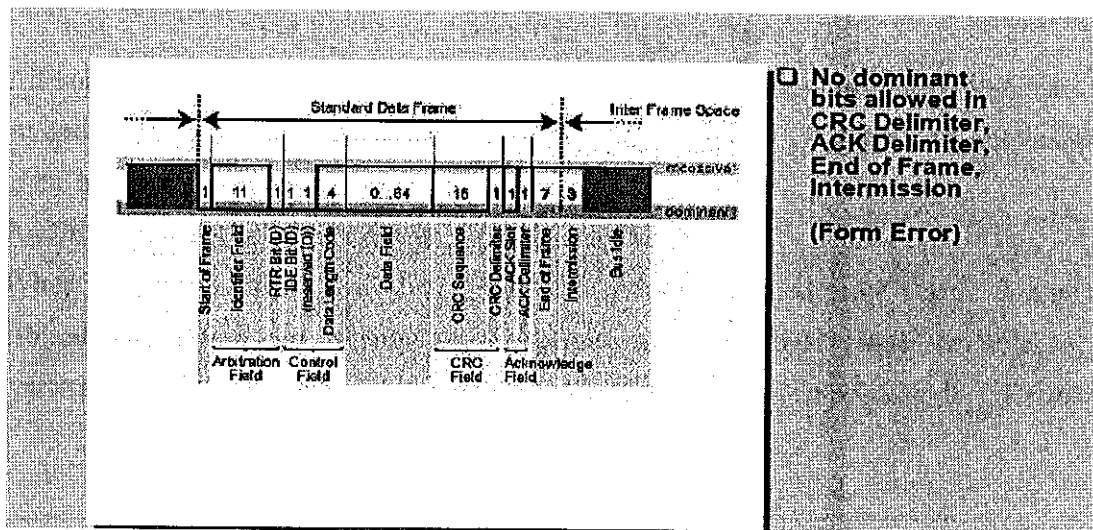 Standard Data Frame
Inter Frame Space
recessive
1 11 1 1 1 4 0...64 15 1 1 1 7 3
dominant
Start of Frame
Identifier Field
RTR Bit (D)
IDE Bit (D)
(reserved (D))
Data Length Code
Data Field
CRC Sequence
CRC Delimiter
ACK Slot
ACK Delimiter
End of Frame
Intermission
Bus Idle
Arbitration
Field
Control
Field
CRC
Field
Acknowledge
Field
No dominant
bits allowed in
CRC Delimiter,
ACK Delimiter,
End of Frame,
Intermission
(Form Error)